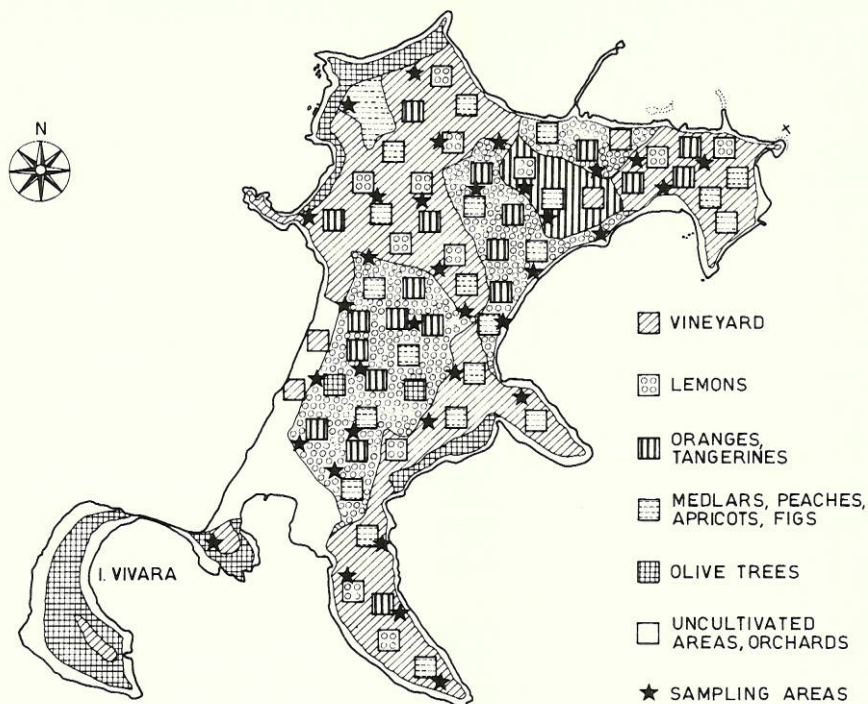 N
VINEYARD
LEMONS
ORANGES,
TANGERINES
MEDLARS, PEACHES,
APRICOTS, FIGS
I. VIVARA
OLIVE TREES
UNCULTIVATED
AREAS, ORCHARDS
SAMPLING AREAS